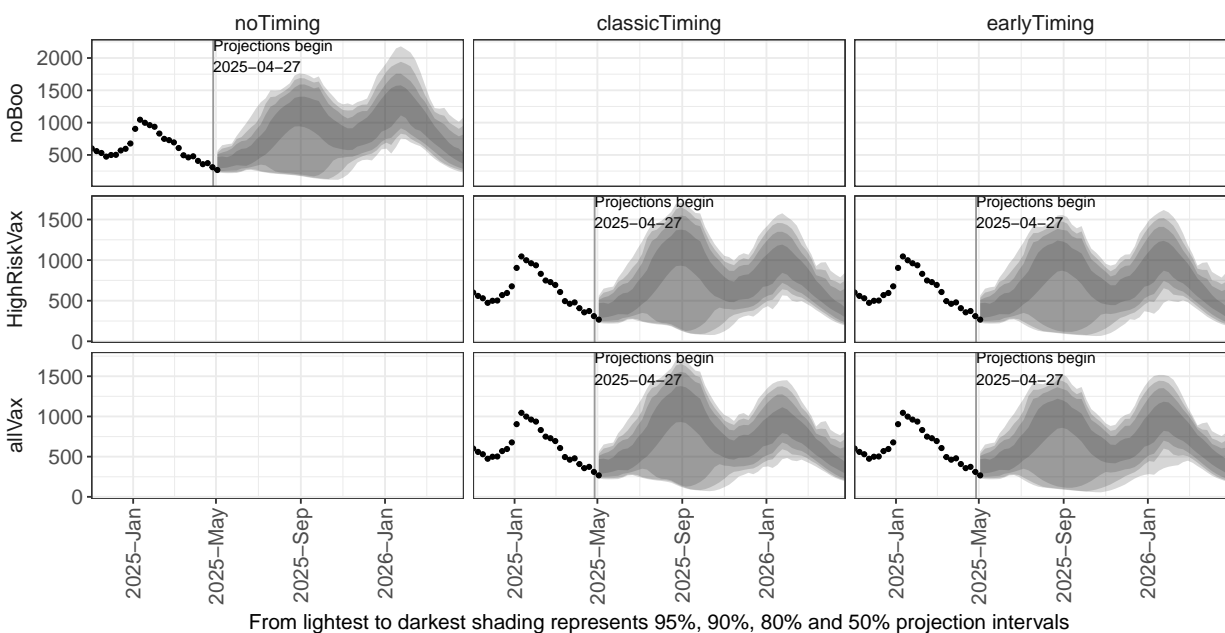 noTiming
classicTiming
earlyTiming
noBoo
2000
1500
1000
500
Projections begin
2025−04−27
HighRiskVax
1500
1000
500
0
Projections begin
2025−04−27
Projections begin
2025−04−27
allVax
1500
1000
500
0
Projections begin
2025−04−27
Projections begin
2025−04−27
2025−Jan
2025−May
2025−Sep
2026−Jan
2025−Jan
2025−May
2025−Sep
2026−Jan
2025−Jan
2025−May
2025−Sep
2026−Jan
From lightest to darkest shading represents 95%, 90%, 80% and 50% projection intervals